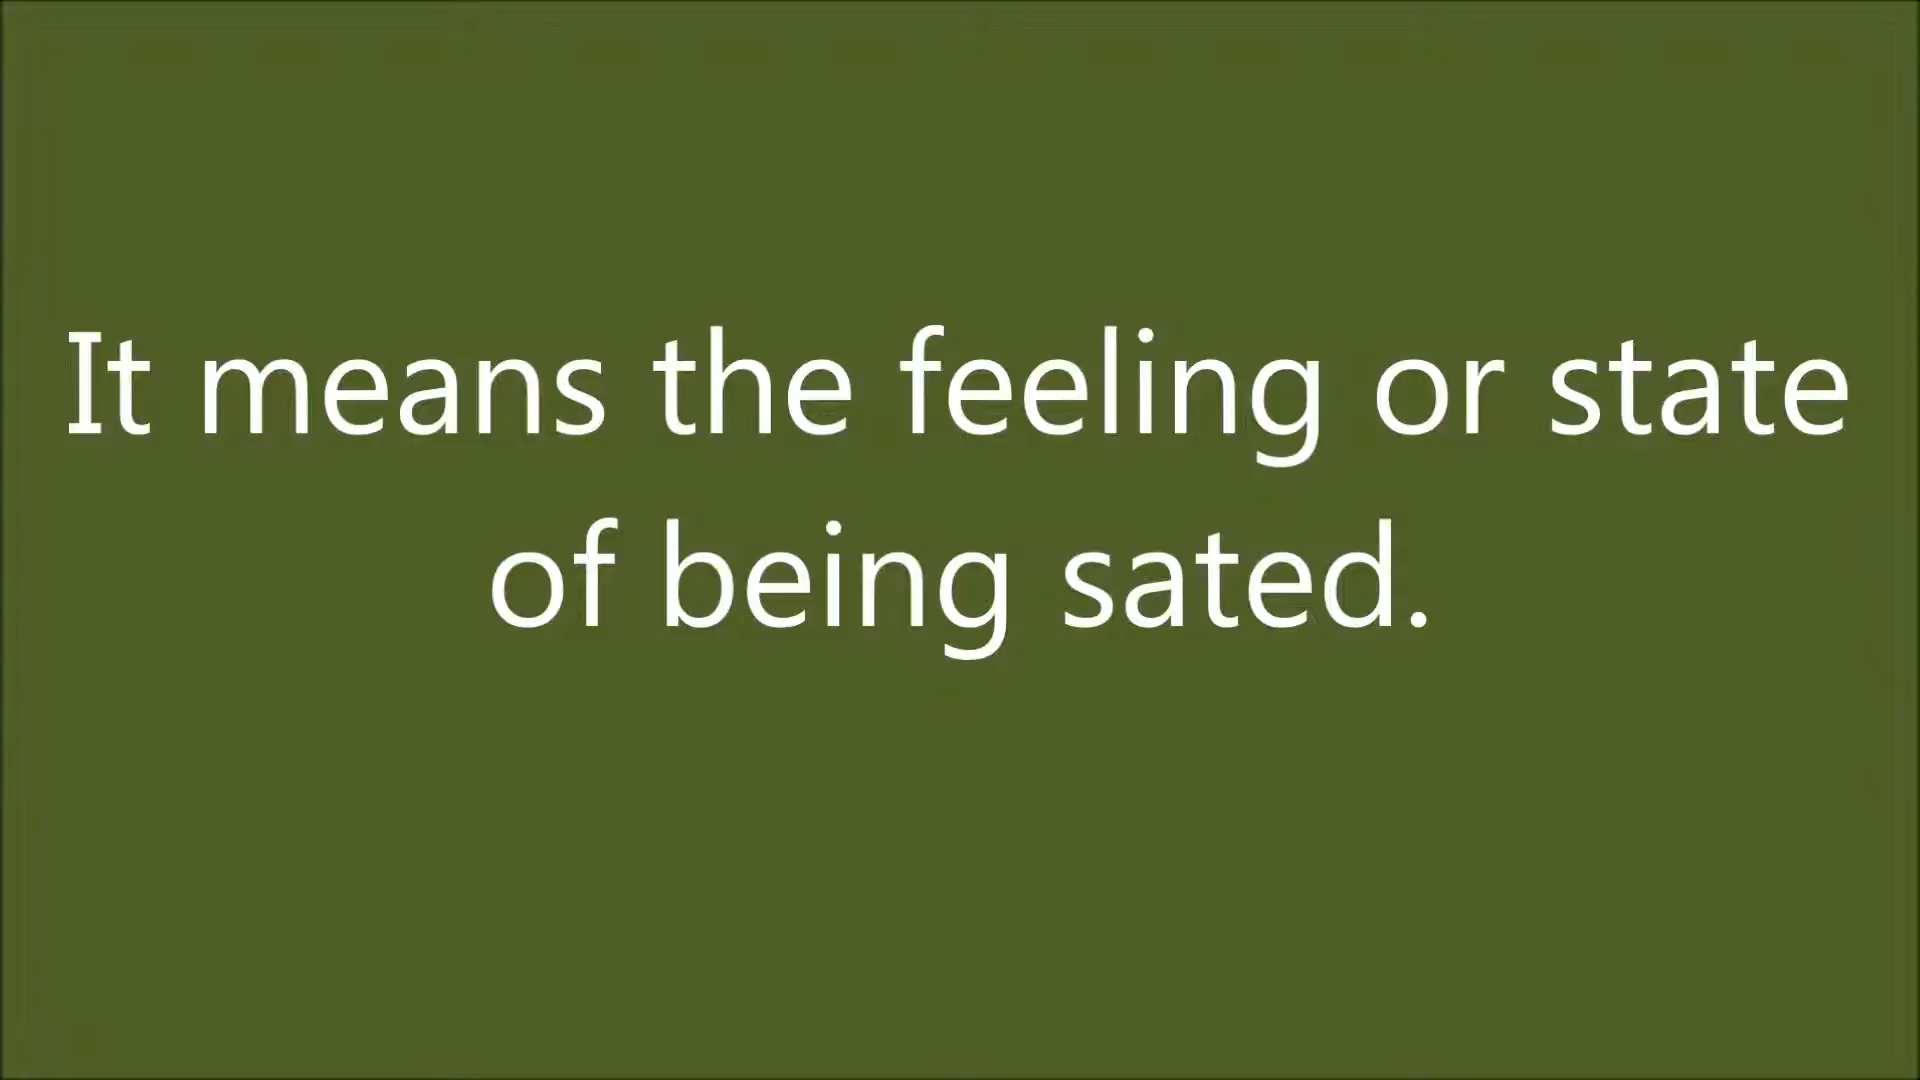 It means the feeling or state
of being sated.